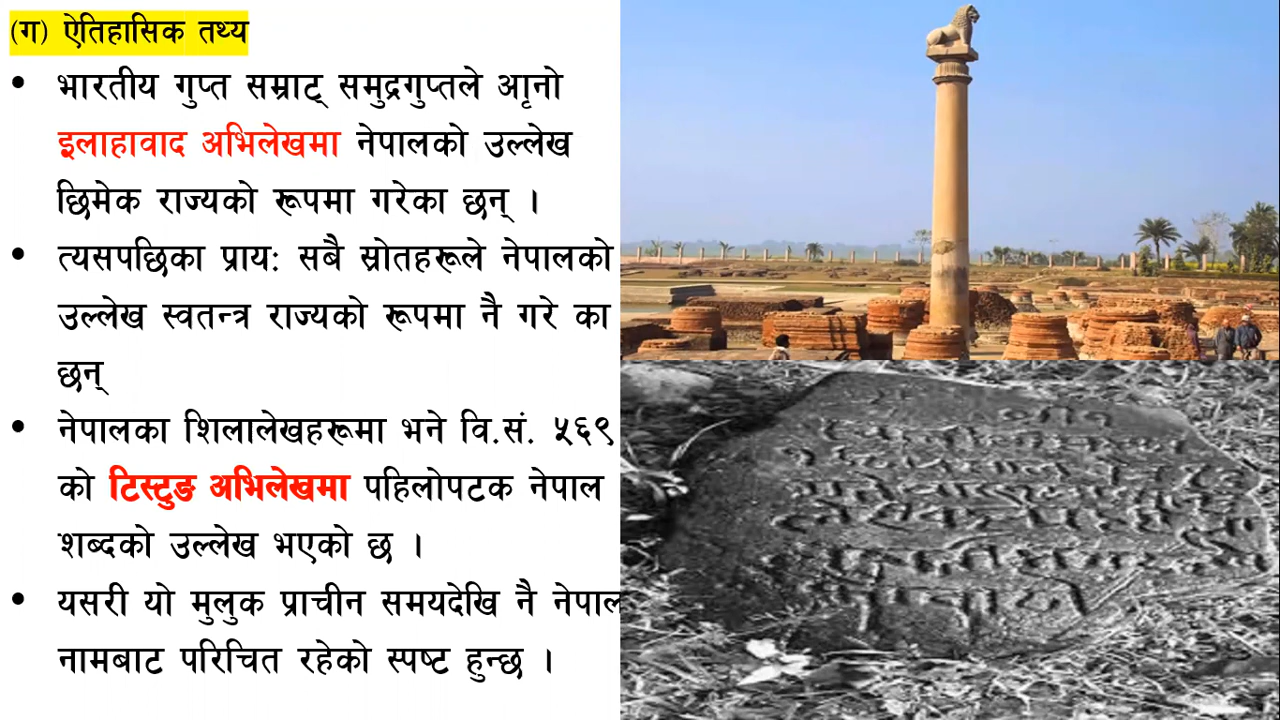 (ग) ऐतिहासिक तथ्य
• भारतीय गुप्त सम्राट् समुद्रगुप्तले आृनो
इलाहावाद अभिलेखमा नेपालको उल्लेख
छिमेक राज्यको रूपमा गरेका छन् ।
• त्यसपछिका प्राय: सबै स्रोतहरूले नेपालको
उल्लेख स्वतन्त्र राज्यको रूपमा नै गरे का
छन्
• नेपालका शिलालेखहरूमा भने वि.सं. ५६९
को टिस्टुङ अभिलेखमा पहिलोपटक नेपाल
शब्दको उल्लेख भएको छ ।
• यसरी यो मुलुक प्राचीन समयदेखि नै नेपाल
नामबाट परिचित रहेको स्पष्ट हुन्छ ।